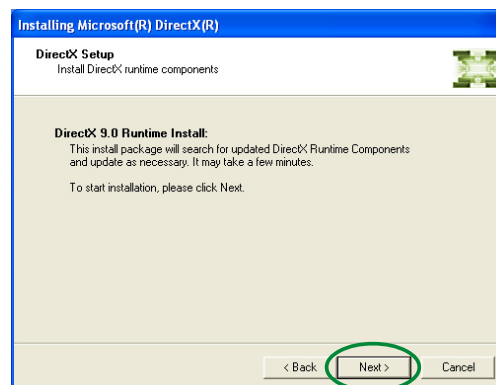 Installing Microsoft(R) DirectX(R)
DirectX Setup
Install DirectX runtime components
DirectX 9.0 Runtime Install:
This install package will search for updated DirectX Runtime Components
and update as necessary. It may take a few minutes.
To start installation, please click Next.
< Back Next > Cancel